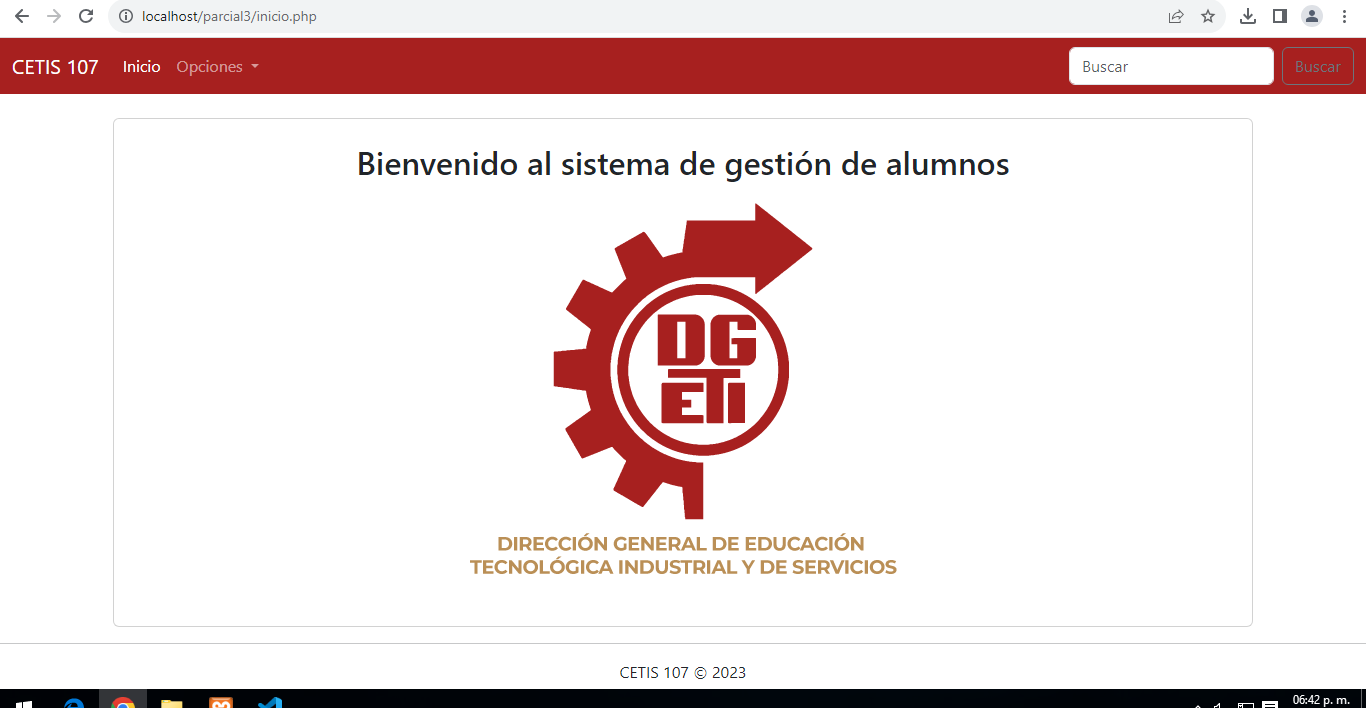 localhost/parcial3/inicio.php
CETIS 107 Inicio Opciones Buscar Buscar
Bienvenido al sistema de gestión de alumnos
DG
ETI
DIRECCIÓN GENERAL DE EDUCACIÓN
TECNOLÓGICA INDUSTRIAL Y DE SERVICIOS
CETIS 107 © 2023
06:42 p. m.